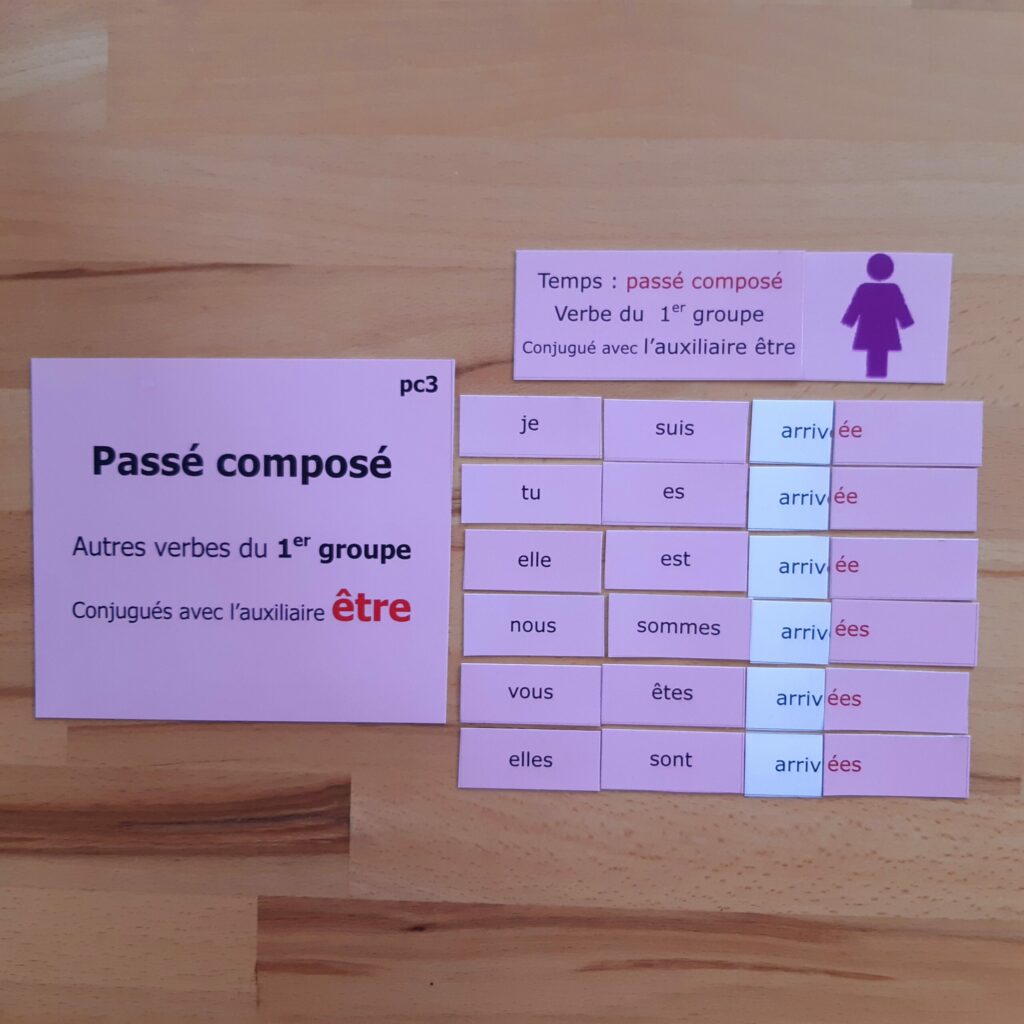 pc3
Passé composé
Autres verbes du 1er groupe
Conjugués avec l'auxiliaire être
Temps : passé composé
Verbe du 1er groupe
Conjugué avec l'auxiliaire être
je suis arrivée
tu es arrivée
elle est arrivée
nous sommes arrivées
vous êtes arrivées
elles sont arrivées